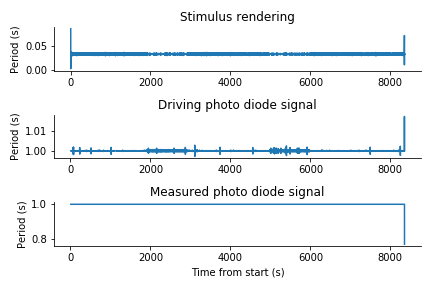 Stimulus rendering
Period (s)
0.05
0.00
0 2000 4000 6000 8000
Driving photo diode signal
Period (s)
1.01
1.00
0 2000 4000 6000 8000
Measured photo diode signal
Period (s)
1.0
0.8
0 2000 4000 6000 8000
Time from start (s)